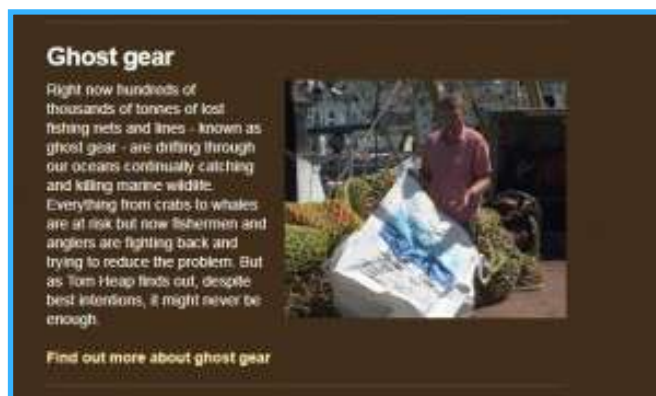 Ghost gear
Right now hundreds of
thousands of tonnes of lost
fishing nets and lines - known as
ghost gear - are drifting through
our oceans continually catching
and killing marine wildlife.
Everything from crabs to whales
are at risk but now fishermen and
anglers are fighting back and
trying to reduce the problem. But
as Tom Heap finds out, despite
best intentions, it might never be
enough.
Find out more about ghost gear